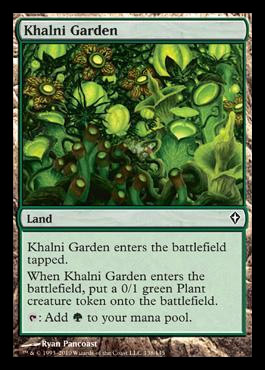 Khalni Garden
Land
Khalni Garden enters the battlefield
tapped.
When Khalni Garden enters the
battlefield, put a 0/1 green Plant
creature token onto the battlefield.
: Add to your mana pool.
Ryan Pancoast
™ & © 1993-2010 Wizards of the Coast LLC 138/145